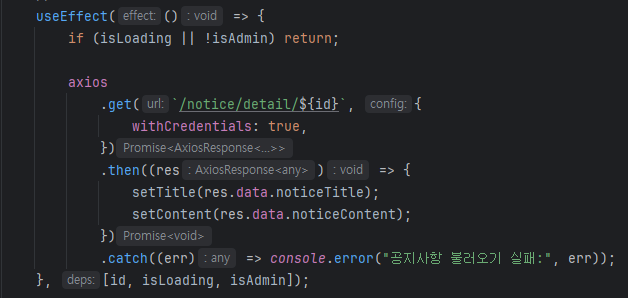 useEffect( effect: () : void => {
if (isLoading || !isAdmin) return;
axios
.get( url: `/notice/detail/${id}`, config: {
withCredentials: true,
}) Promise<AxiosResponse<...>>
.then((res : AxiosResponse<any> ) : void => {
setTitle(res.data.noticeTitle);
setContent(res.data.noticeContent);
}) Promise<void>
.catch((err) : any => console.error("공지사항 불러오기 실패:", err));
}, deps: [id, isLoading, isAdmin]);